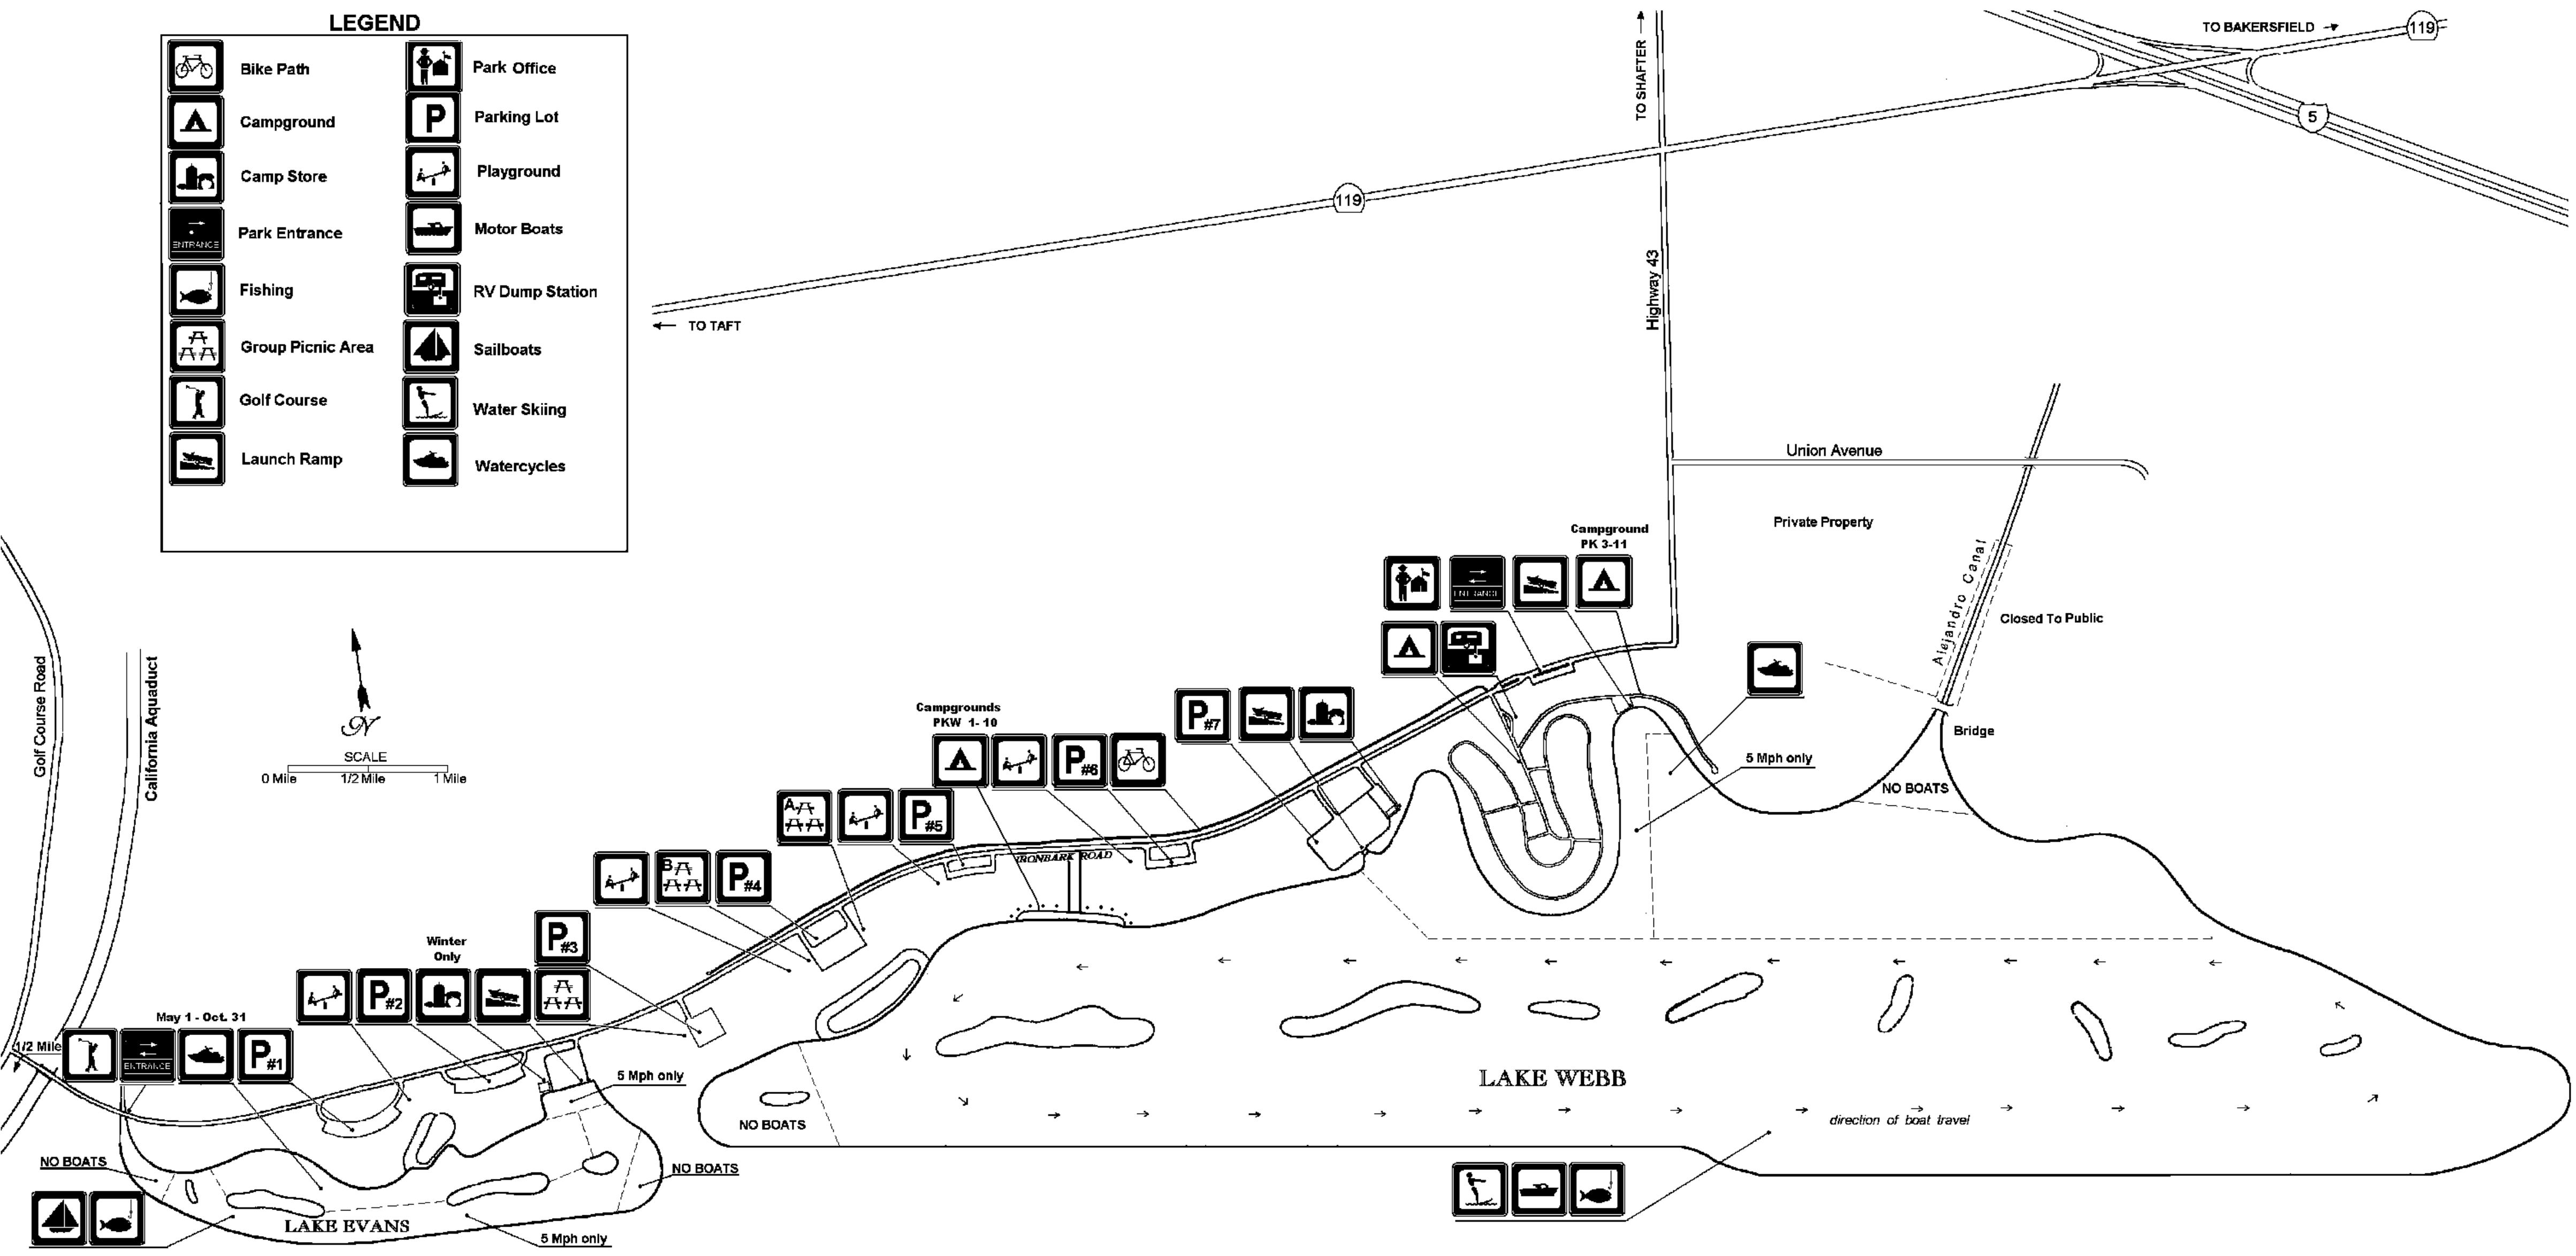 LEGEND
Bike Path
Park Office
Campground
P
Parking Lot
Camp Store
Playground
ENTRANCE
Park Entrance
Motor Boats
Fishing
RV Dump Station
Group Picnic Area
Sailboats
Golf Course
Water Skiing
Launch Ramp
Watercycles
TO SHAFTER
TO BAKERSFIELD
119
5
119
TO TAFT
Highway 43
Union Avenue
Private Property
Alejandro Canal
Closed To Public
Bridge
NO BOATS
Campground
PK 3-11
ENTRANCE
5 Mph only
P#7
Campgrounds
PKW 1- 10
P#6
A
P#5
IRONBARK ROAD
B
P#4
P#3
Winter
Only
P#2
May 1 - Oct. 31
ENTRANCE
P#1
1/2 Mile
Golf Course Road
California Aquaduct
N
SCALE
0 Mile 1/2 Mile 1 Mile
5 Mph only
NO BOATS
NO BOATS
LAKE EVANS
5 Mph only
NO BOATS
LAKE WEBB
direction of boat travel